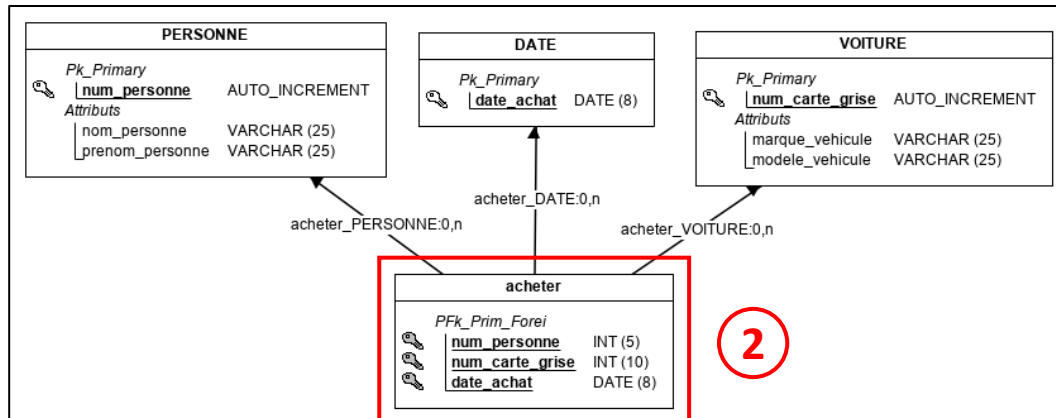 PERSONNE
Pk_Primary
num_personne AUTO_INCREMENT
Attributs
nom_personne VARCHAR (25)
prenom_personne VARCHAR (25)
DATE
Pk_Primary
date_achat DATE (8)
VOITURE
Pk_Primary
num_carte_grise AUTO_INCREMENT
Attributs
marque_vehicule VARCHAR (25)
modele_vehicule VARCHAR (25)
acheter_PERSONNE:0,n
acheter_DATE:0,n
acheter_VOITURE:0,n
acheter
PFk_Prim_Forei
num_personne INT (5)
num_carte_grise INT (10)
date_achat DATE (8)
2